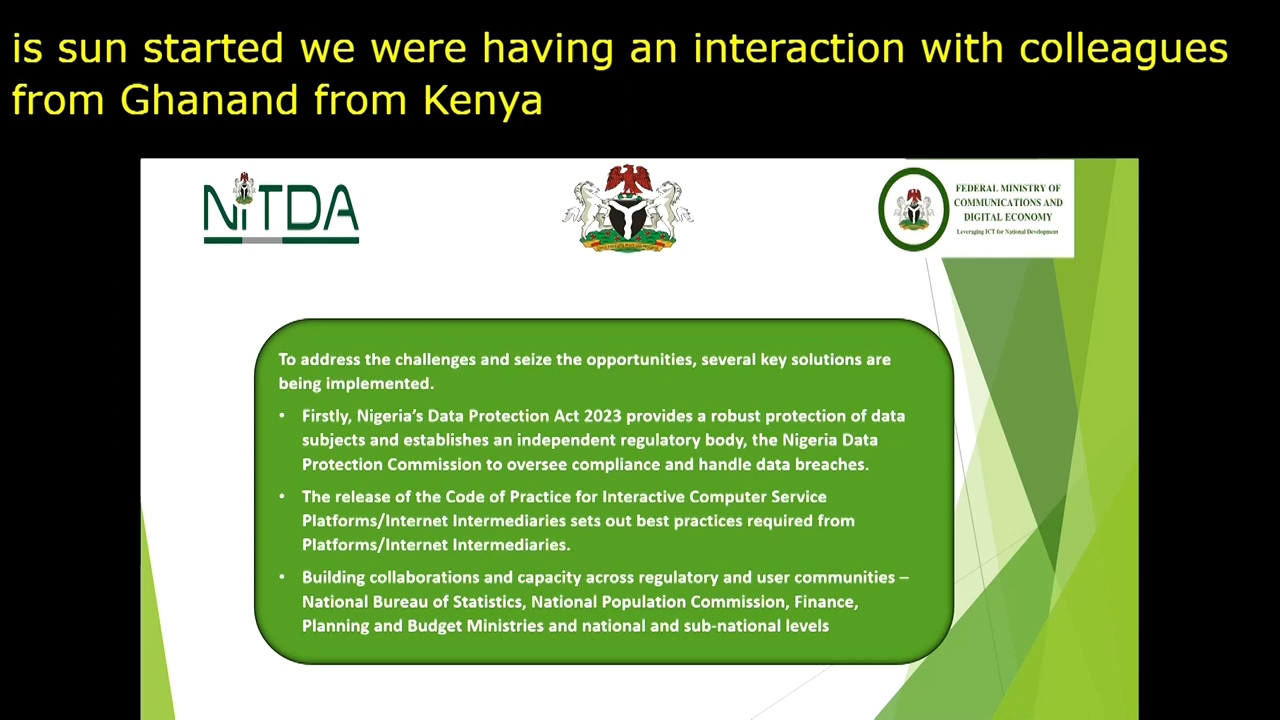 is sun started we were having an interaction with colleagues
from Ghanand from Kenya
NiTDA
FEDERAL MINISTRY OF
COMMUNICATIONS AND
DIGITAL ECONOMY
Leveraging ICT for National Development
To address the challenges and seize the opportunities, several key solutions are
being implemented.
• Firstly, Nigeria's Data Protection Act 2023 provides a robust protection of data
subjects and establishes an independent regulatory body, the Nigeria Data
Protection Commission to oversee compliance and handle data breaches.
• The release of the Code of Practice for Interactive Computer Service
Platforms/Internet Intermediaries sets out best practices required from
Platforms/Internet Intermediaries.
• Building collaborations and capacity across regulatory and user communities –
National Bureau of Statistics, National Population Commission, Finance,
Planning and Budget Ministries and national and sub-national levels